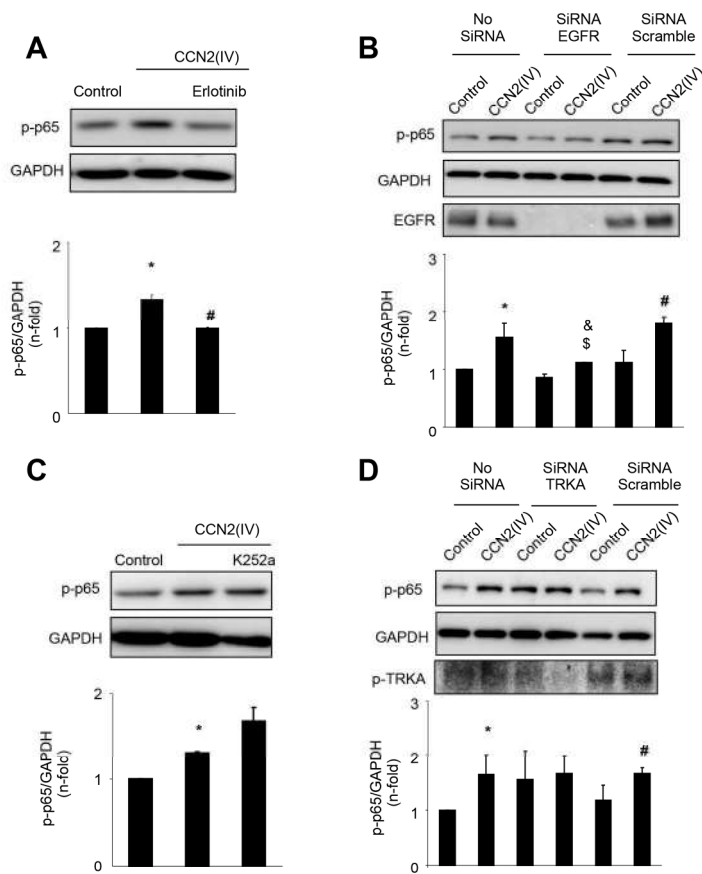 A
CCN2(IV)
Control
Erlotinib
p-p65
GAPDH
2
1
0
p-p65/GAPDH
(n-fold)
*
#
B
No
SiRNA
SiRNA
EGFR
SiRNA
Scramble
Control
CCN2(IV)
Control
CCN2(IV)
Control
CCN2(IV)
p-p65
GAPDH
EGFR
3
2
1
0
p-p65/GAPDH
(n-fold)
*
&
$
#
C
CCN2(IV)
Control
K252a
p-p65
GAPDH
2
1
0
p-p65/GAPDH
(n-fold)
*
D
No
SiRNA
SiRNA
TRKA
SiRNA
Scramble
Control
CCN2(IV)
Control
CCN2(IV)
Control
CCN2(IV)
p-p65
GAPDH
p-TRKA
3
2
1
0
p-p65/GAPDH
(n-fold)
*
#